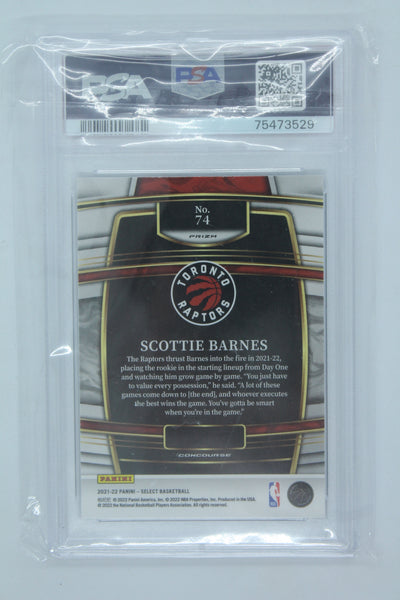 PSA
PSA
75473529
No.
74
PRIZM
TORONTO
RAPTORS
SCOTTIE BARNES
The Raptors thrust Barnes into the fire in 2021-22,
placing the rookie in the starting lineup from Day One
and watching him grow game by game. "You just have
to value every possession," he said. "A lot of these
games come down to [the end], and whoever executes
the best wins the game. You've gotta be smart
when you're in the game."
CONCOURSE
PANINI
2021-22 PANINI – SELECT BASKETBALL
© 2022 Panini America, Inc. © 2022 NBA Properties, Inc. Produced in the USA.
© 2022 National Basketball Players Association. All rights reserved.
NBA